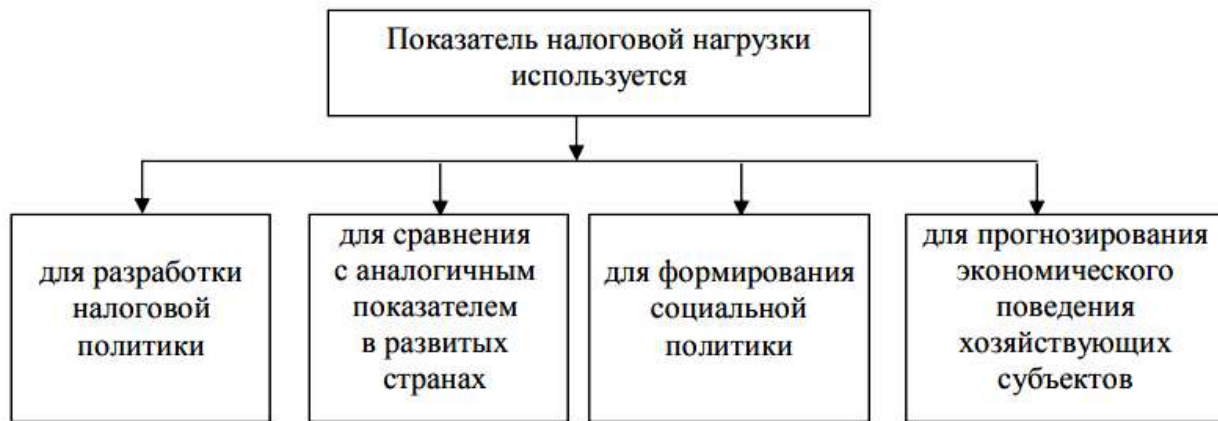 Показатель налоговой нагрузки
используется
для разработки
налоговой
политики
для сравнения
с аналогичным
показателем
в развитых
странах
для формирования
социальной
политики
для прогнозирования
экономического
поведения
хозяйствующих
субъектов